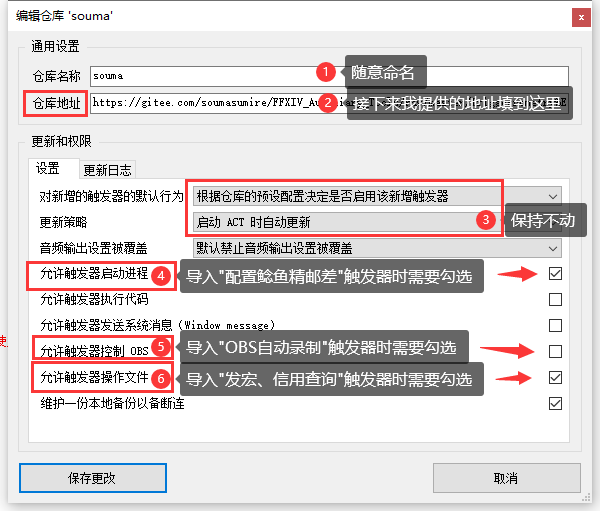 编辑仓库 'souma'
x
通用设置
仓库名称
souma
1
随意命名
仓库地址
https://gitee.com/soumasumire/FFXIV_Au
2
接下来我提供的地址填到这里
更新和权限
设置
更新日志
对新增的触发器的默认行为
根据仓库的预设配置决定是否启用该新增触发器
更新策略
启动 ACT 时自动更新
3
保持不动
音频输出设置被覆盖
默认禁止音频输出设置被覆盖
允许触发器启动进程
4
导入"配置鲶鱼精邮差"触发器时需要勾选
允许触发器执行代码
允许触发器发送系统消息 (Window message)
允许触发器控制 OBS
5
导入"OBS自动录制"触发器时需要勾选
允许触发器操作文件
6
导入"发宏、信用查询"触发器时需要勾选
维护一份本地备份以备断连
保存更改
取消